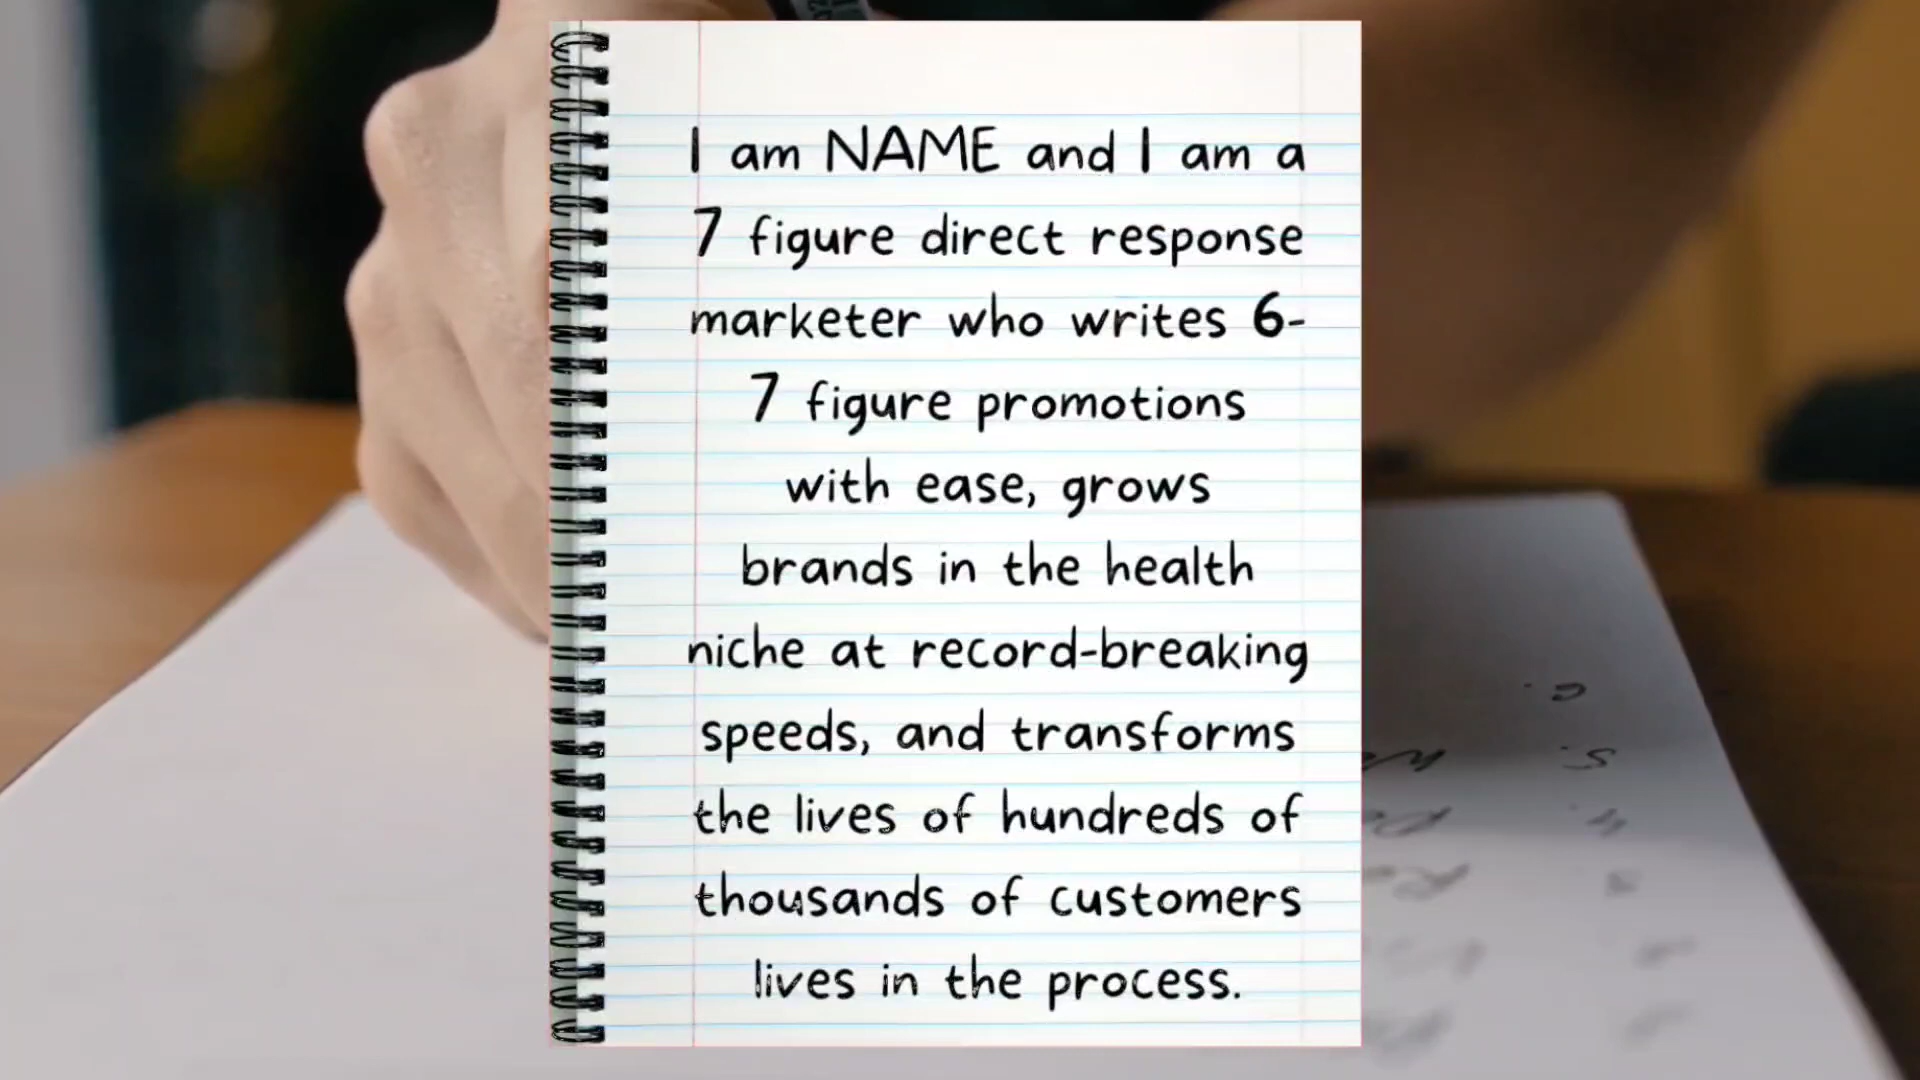 I am NAME and I am a
7 figure direct response
marketer who writes 6-
7 figure promotions
with ease, grows
brands in the health
niche at record-breaking
speeds, and transforms
the lives of hundreds of
thousands of customers
lives in the process.